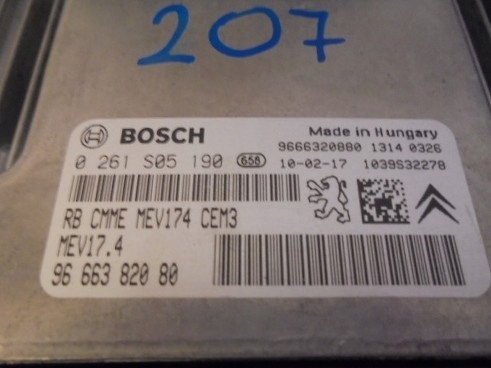 207
BOSCH
Made in Hungary
9666320880 1314 0326
0 261 S05 190 658
10-02-17 1039S32278
RB CMME MEV174 CEM3
MEV17.4
96 663 820 80